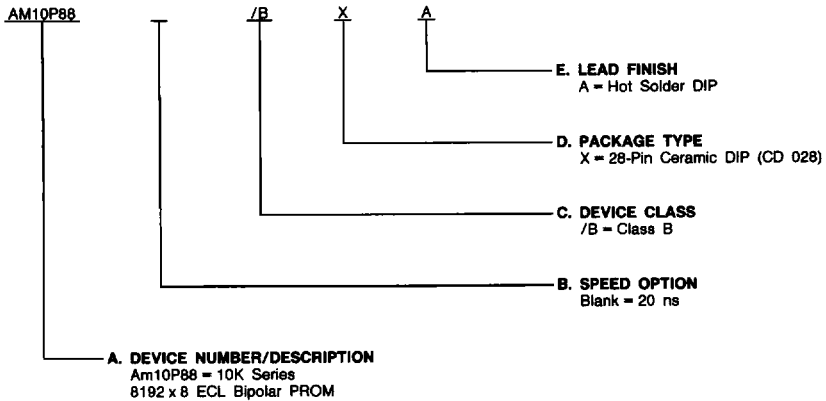 AM10P88 /B X A
E. LEAD FINISH
A = Hot Solder DIP
D. PACKAGE TYPE
X = 28-Pin Ceramic DIP (CD 028)
C. DEVICE CLASS
/B = Class B
B. SPEED OPTION
Blank = 20 ns
A. DEVICE NUMBER/DESCRIPTION
Am10P88 = 10K Series
8192 x 8 ECL Bipolar PROM